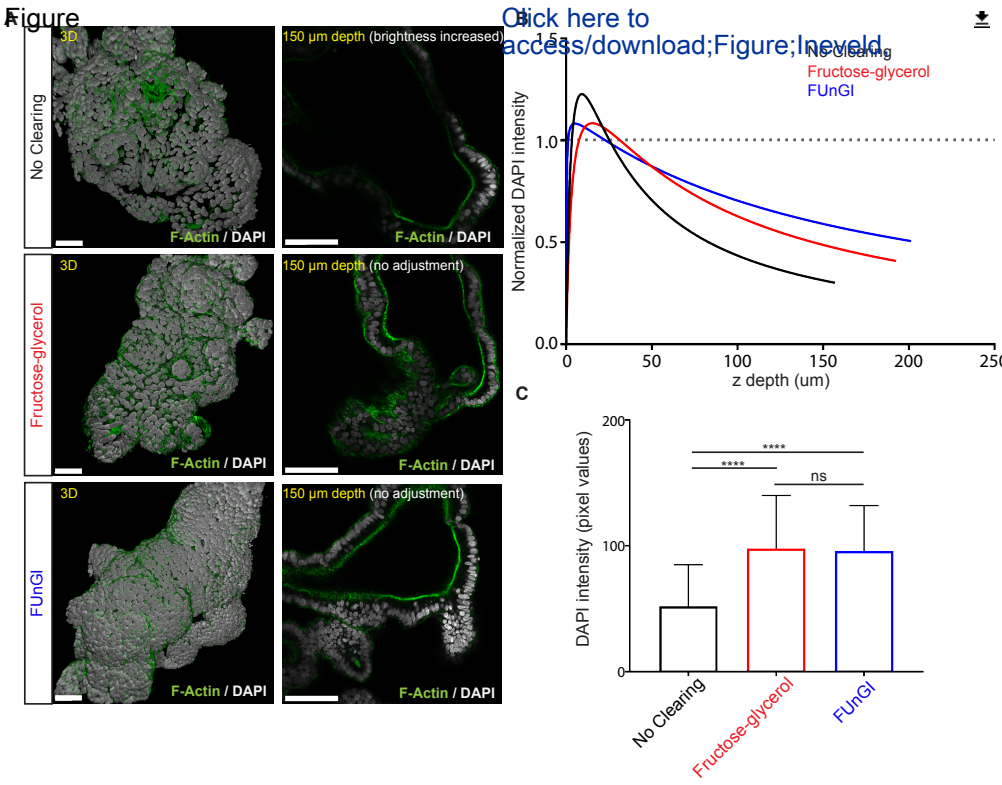 Figure
Click here to
access/download;Figure;Ineveld,
A
No Clearing
3D
F-Actin / DAPI
150 µm depth (brightness increased)
F-Actin / DAPI
Fructose-glycerol
3D
F-Actin / DAPI
150 µm depth (no adjustment)
F-Actin / DAPI
FUnGI
3D
F-Actin / DAPI
150 µm depth (no adjustment)
F-Actin / DAPI
B
Normalized DAPI intensity
1.5
1.0
0.5
0.0
0
50
100
150
200
250
z depth (um)
No Clearing
Fructose-glycerol
FUnGI
C
DAPI intensity (pixel values)
200
100
0
****
****
ns
No Clearing
Fructose-glycerol
FUnGI